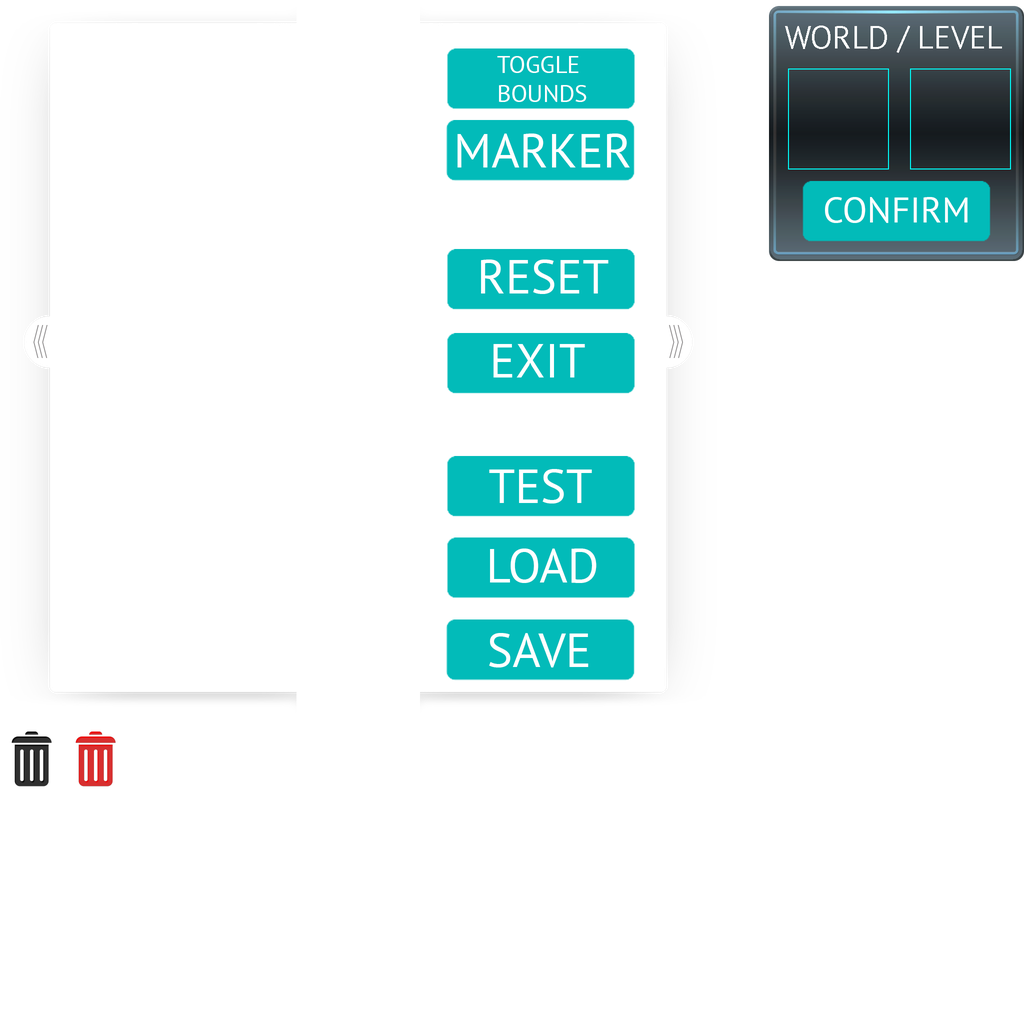 TOGGLE
BOUNDS
MARKER
RESET
EXIT
TEST
LOAD
SAVE
WORLD / LEVEL
CONFIRM